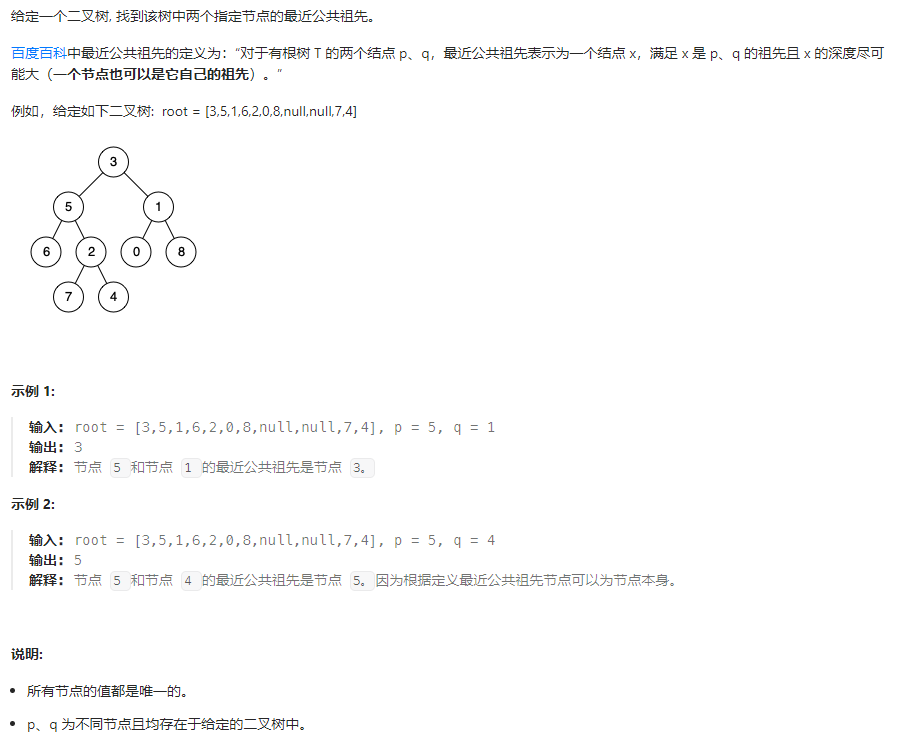 给定一个二叉树, 找到该树中两个指定节点的最近公共祖先。
百度百科中最近公共祖先的定义为：“对于有根树 T 的两个结点 p、q，最近公共祖先表示为一个结点 x，满足 x 是 p、q 的祖先且 x 的深度尽可
能大（一个节点也可以是它自己的祖先）。”
例如，给定如下二叉树: root = [3,5,1,6,2,0,8,null,null,7,4]
3
5 1
6 2 0 8
7 4
示例 1:
输入: root = [3,5,1,6,2,0,8,null,null,7,4], p = 5, q = 1
输出: 3
解释: 节点 5 和节点 1 的最近公共祖先是节点 3。
示例 2:
输入: root = [3,5,1,6,2,0,8,null,null,7,4], p = 5, q = 4
输出: 5
解释: 节点 5 和节点 4 的最近公共祖先是节点 5。因为根据定义最近公共祖先节点可以为节点本身。
说明:
• 所有节点的值都是唯一的。
• p、q 为不同节点且均存在于给定的二叉树中。